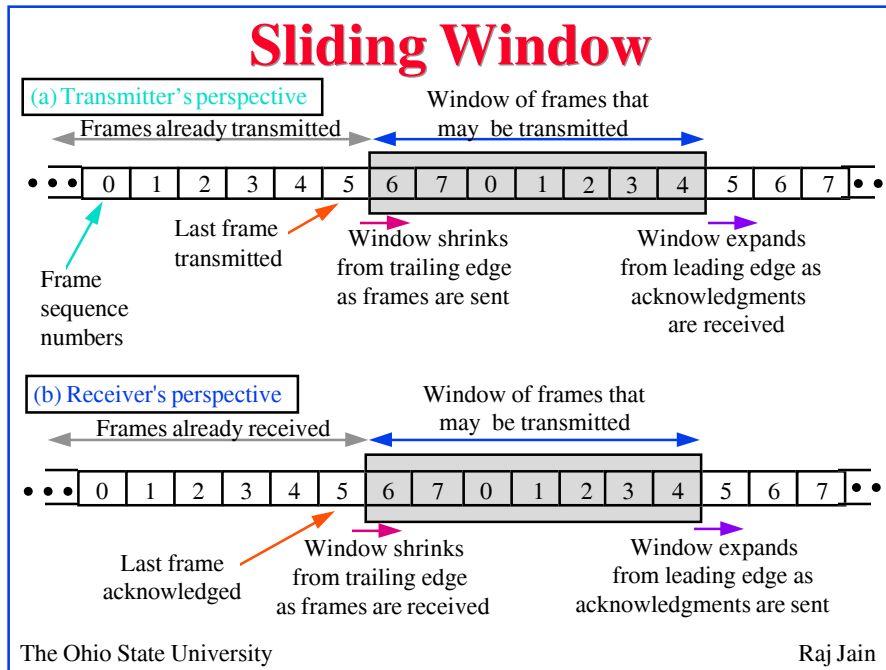 Sliding Window
(a) Transmitter's perspective
Window of frames that
may be transmitted
Frames already transmitted
• • • 0 1 2 3 4 5 6 7 0 1 2 3 4 5 6 7 • •
Last frame
transmitted
Window shrinks
from trailing edge
as frames are sent
Window expands
from leading edge as
acknowledgments
are received
Frame
sequence
numbers
(b) Receiver's perspective
Window of frames that
may be transmitted
Frames already received
• • • 0 1 2 3 4 5 6 7 0 1 2 3 4 5 6 7 • •
Last frame
acknowledged
Window shrinks
from trailing edge
as frames are received
Window expands
from leading edge as
acknowledgments are sent
The Ohio State University
Raj Jain